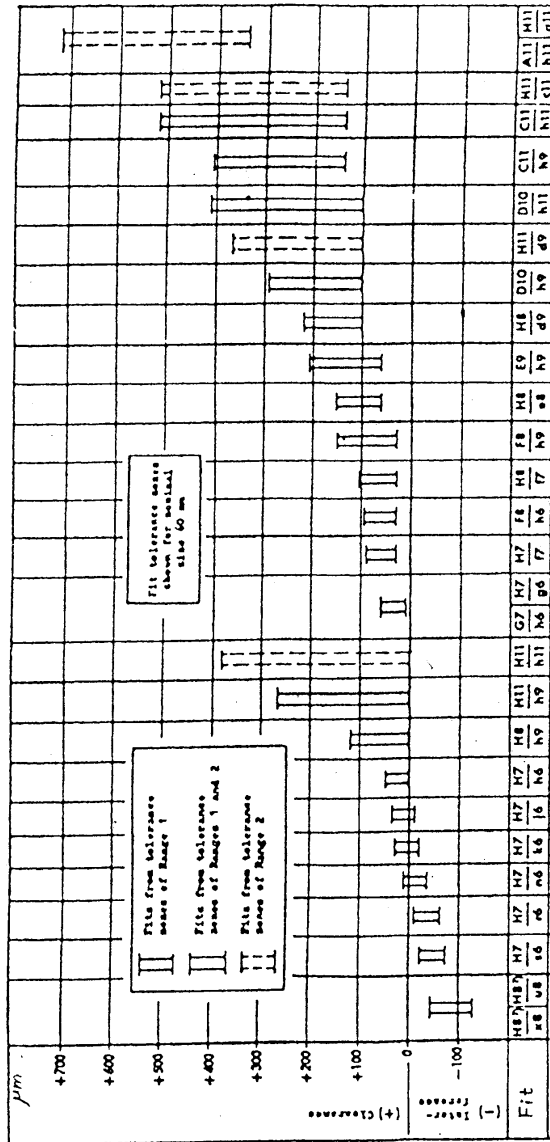 µm
+700
+600
+500
+400
+300
+200
+100
0
-100
(+) Clearance
(-) Inter-
ference
Fit tolerance zones
shown for nominal
size 60 mm
Fits from tolerance
zones of Range 1
Fits from tolerance
zones of Ranges 1 and 2
Fits from tolerance
zones of Range 2
Fit
H8 H8
x8 u8
H7
s6
H7
r6
H7
n6
H7
k6
H7
j6
H7
h6
H8
h9
H11
h9
H11
h11
G7 H7
h6 g6
H7
f7
F8
h6
H8
f7
F8
h9
H8
e8
E9
h9
H8
d9
D10
h9
H11
d9
D10
h11
C11
h9
C11
h11
H11
c11
A11 H11
h11 a11